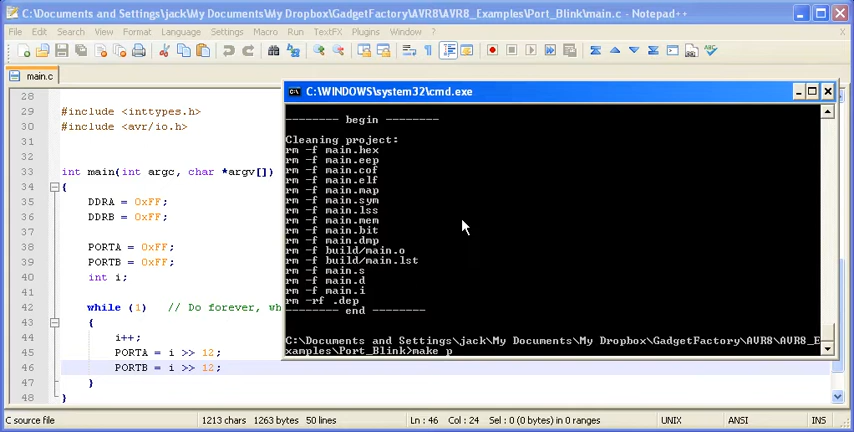 C:\Documents and Settings\jack\My Documents\My Dropbox\GadgetFactory\AVR8\AVR8_Examples\Port_Blink\main.c - Notepad++
File Edit Search View Format Language Settings Macro Run TextFX Plugins Window ?
main.c
28
29 #include <inttypes.h>
30 #include <avr/io.h>
31
32
33 int main(int argc, char *argv[])
34 {
35 DDRA = 0xFF;
36 DDRB = 0xFF;
37
38 PORTA = 0xFF;
39 PORTB = 0xFF;
40 int i;
41
42 while (1) // Do forever, wh
43 {
44 i++;
45 PORTA = i >> 12;
46 PORTB = i >> 12;
47 }
48 }
C:\WINDOWS\system32\cmd.exe
-------- begin --------
Cleaning project:
rm -f main.hex
rm -f main.eep
rm -f main.cof
rm -f main.elf
rm -f main.map
rm -f main.sym
rm -f main.lss
rm -f main.mem
rm -f main.bit
rm -f main.dmp
rm -f build/main.o
rm -f build/main.lst
rm -f main.s
rm -f main.d
rm -f main.i
rm -rf .dep
-------- end --------
C:\Documents and Settings\jack\My Documents\My Dropbox\GadgetFactory\AVR8\AVR8_E
xamples\Port_Blink>make p
C source file 1213 chars 1263 bytes 50 lines Ln : 46 Col : 24 Sel : 0 (0 bytes) in 0 ranges UNIX ANSI INS